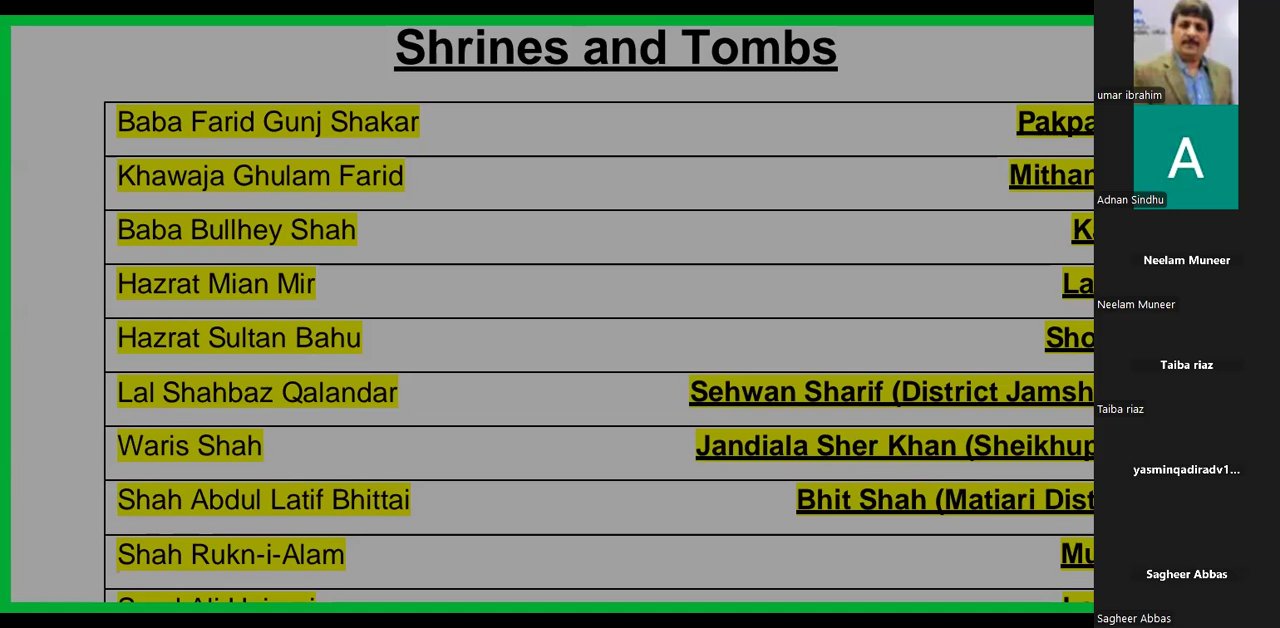 Shrines and Tombs
Baba Farid Gunj Shakar Pakpa
Khawaja Ghulam Farid Mithan
Baba Bullhey Shah K
Hazrat Mian Mir La
Hazrat Sultan Bahu Sho
Lal Shahbaz Qalandar Sehwan Sharif (District Jamsh
Waris Shah Jandiala Sher Khan (Sheikhup
Shah Abdul Latif Bhittai Bhit Shah (Matiari Dist
Shah Rukn-i-Alam Mu
umar ibrahim
A
Adnan Sindhu
Neelam Muneer
Neelam Muneer
Taiba riaz
Taiba riaz
yasminqadiradv1...
Sagheer Abbas
Sagheer Abbas